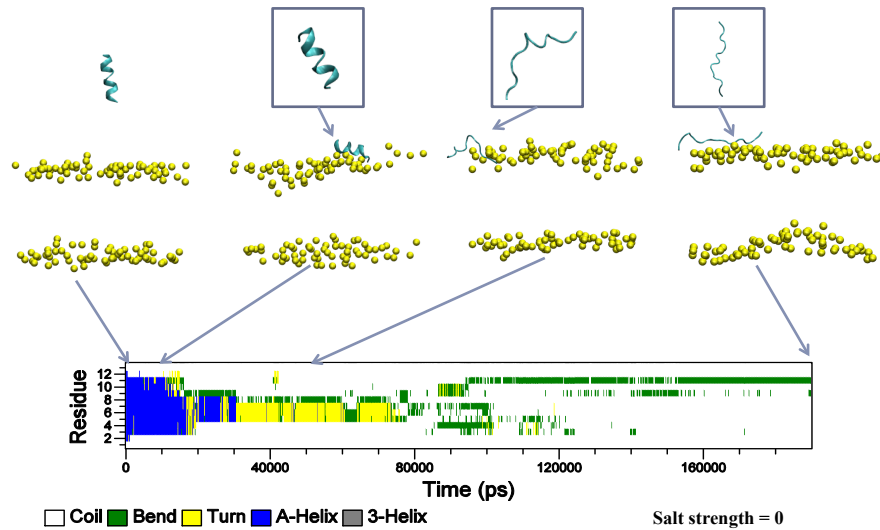 Residue
12
10
8
6
4
2
0 40000 80000 120000 160000
Time (ps)
Coil Bend Turn A-Helix 3-Helix
Salt strength = 0